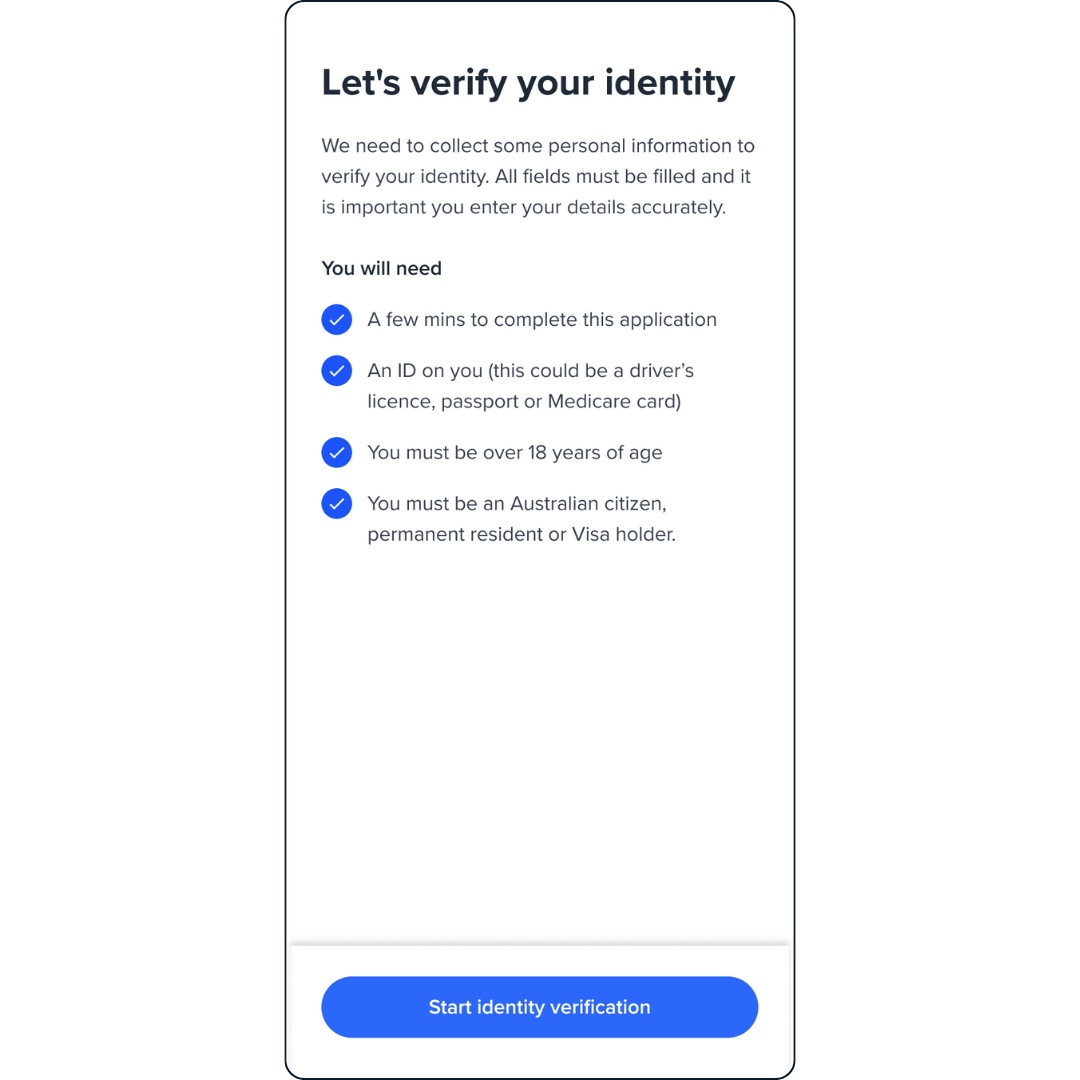 Let's verify your identity
We need to collect some personal information to
verify your identity. All fields must be filled and it
is important you enter your details accurately.
You will need
A few mins to complete this application
An ID on you (this could be a driver’s
licence, passport or Medicare card)
You must be over 18 years of age
You must be an Australian citizen,
permanent resident or Visa holder.
Start identity verification